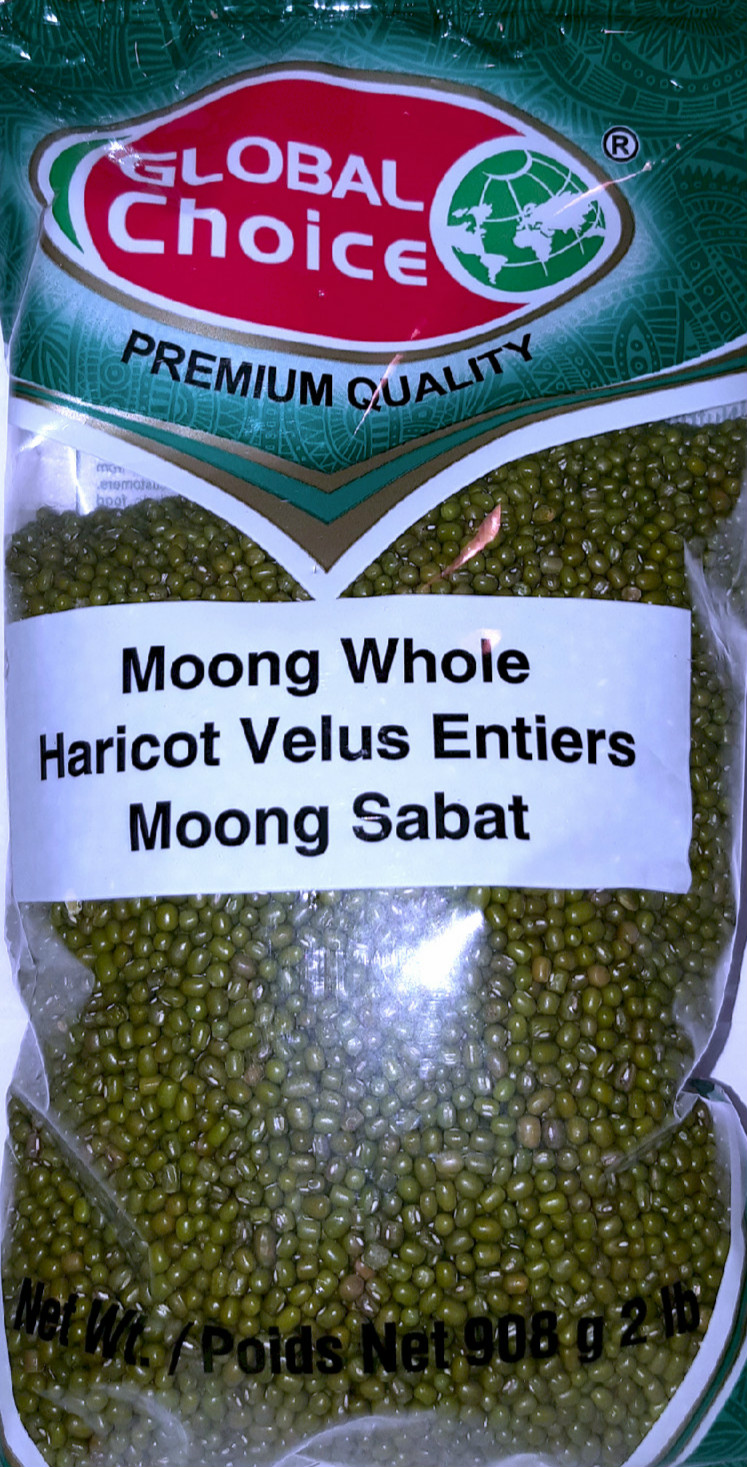 GLOBAL
Choice
®
PREMIUM QUALITY
Moong Whole
Haricot Velus Entiers
Moong Sabat
Net Wt. / Poids Net 908 g 2 lb